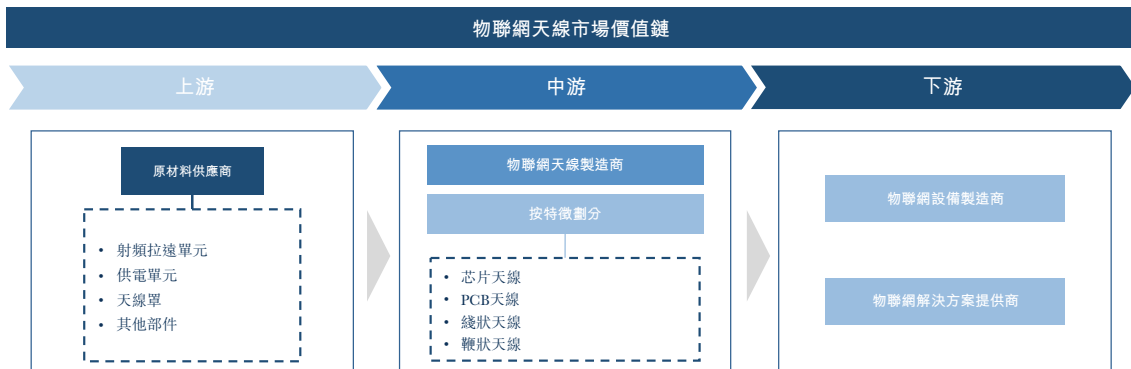 物聯網天線市場價值鏈
上游
中游
下游
原材料供應商
• 射頻拉遠單元
• 供電單元
• 天線罩
• 其他部件
物聯網天線製造商
按特徵劃分
• 芯片天線
• PCB天線
• 綫狀天線
• 鞭狀天線
物聯網設備製造商
物聯網解決方案提供商